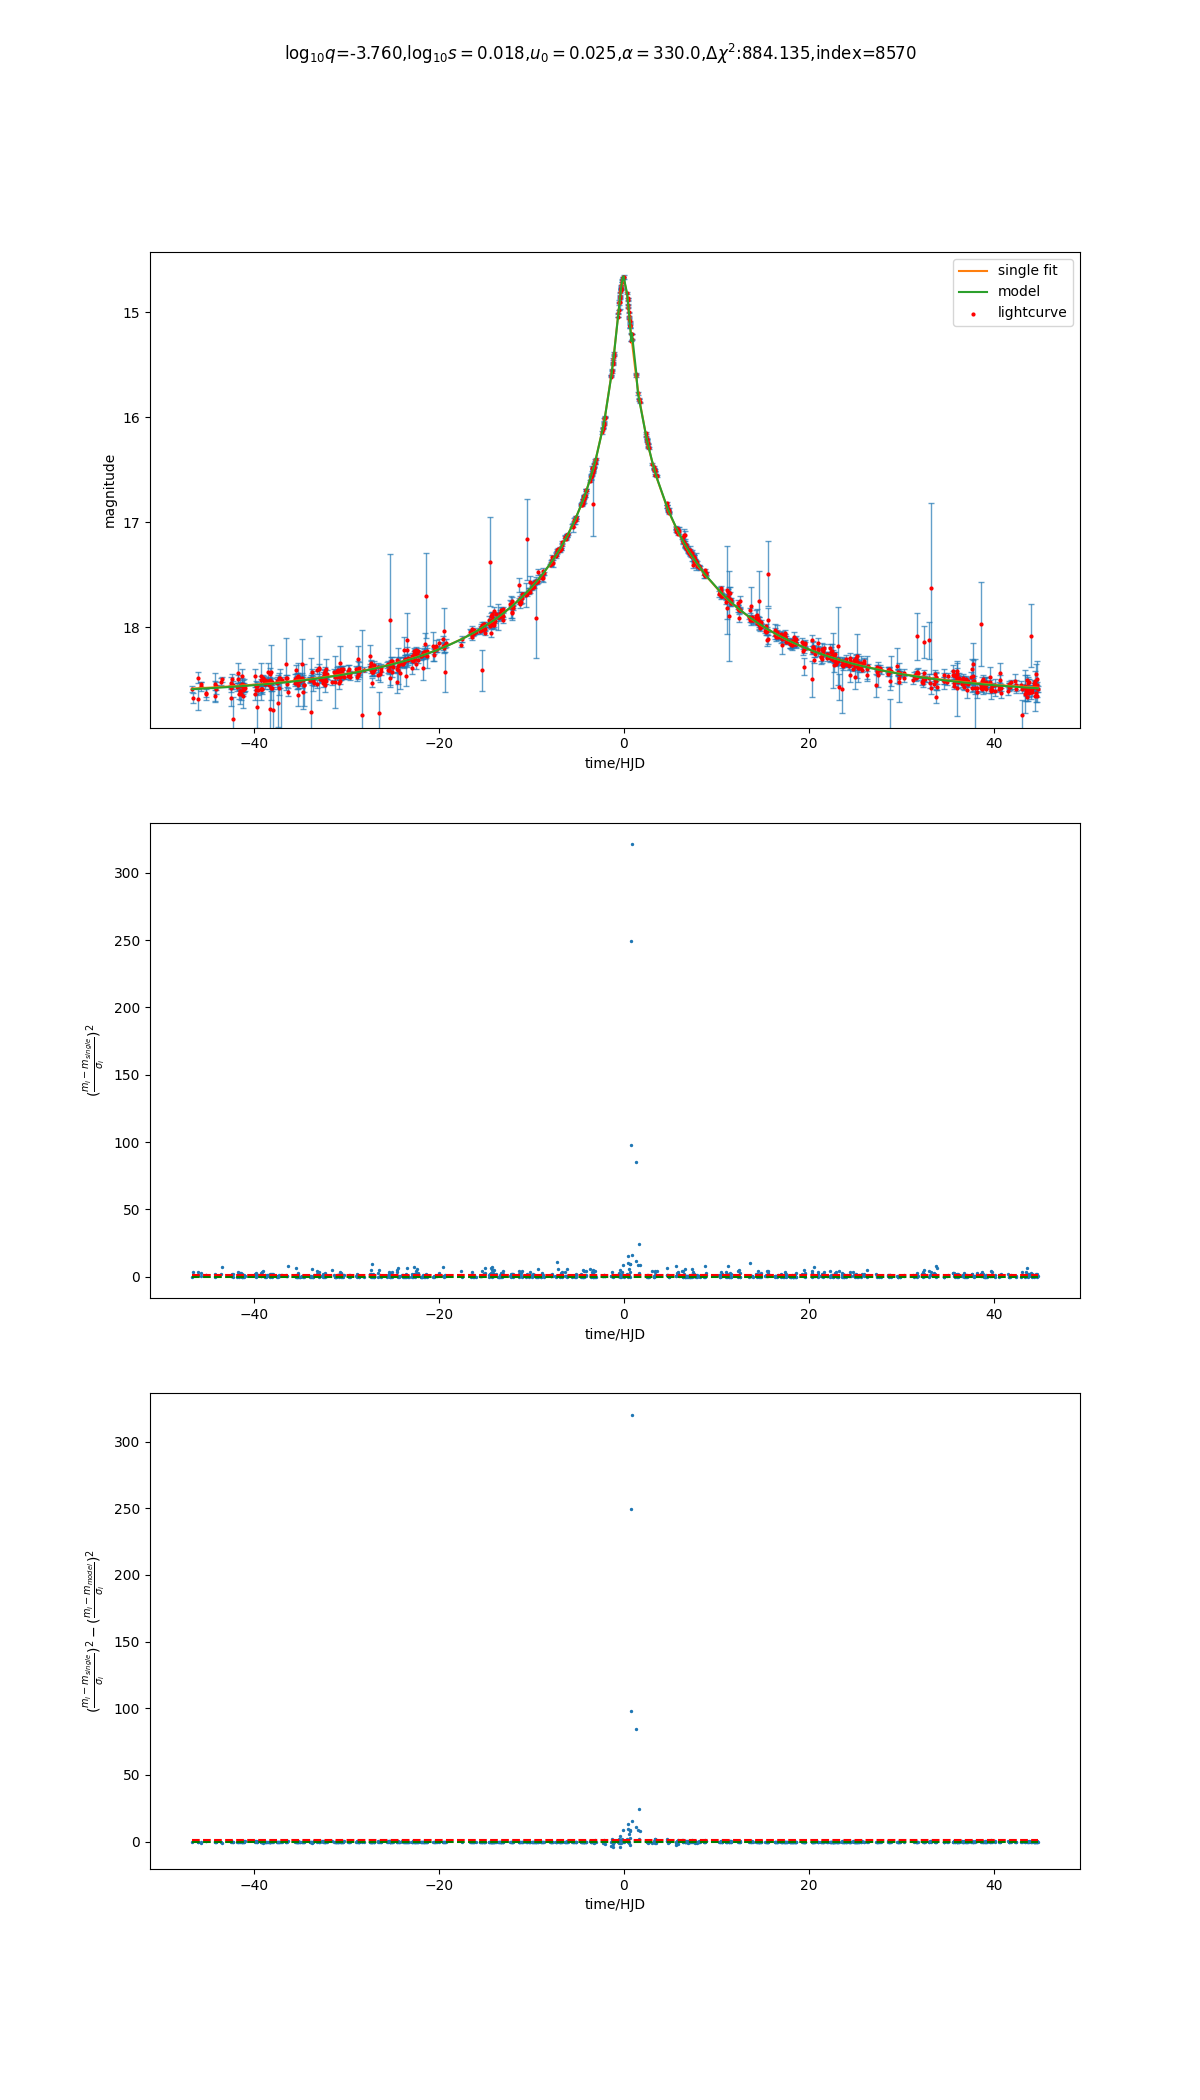 log₁₀q=-3.760,log₁₀s = 0.018,u₀ = 0.025,α = 330.0,Δχ²:884.135,index=8570
single fit
model
lightcurve
magnitude
15
16
17
18
−40 −20 0 20 40
time/HJD
((mᵢ − m_single)/σᵢ)²
300
250
200
150
100
50
0
−40 −20 0 20 40
time/HJD
((mᵢ − m_single)/σᵢ)² − ((mᵢ − m_model)/σᵢ)²
300
250
200
150
100
50
0
−40 −20 0 20 40
time/HJD